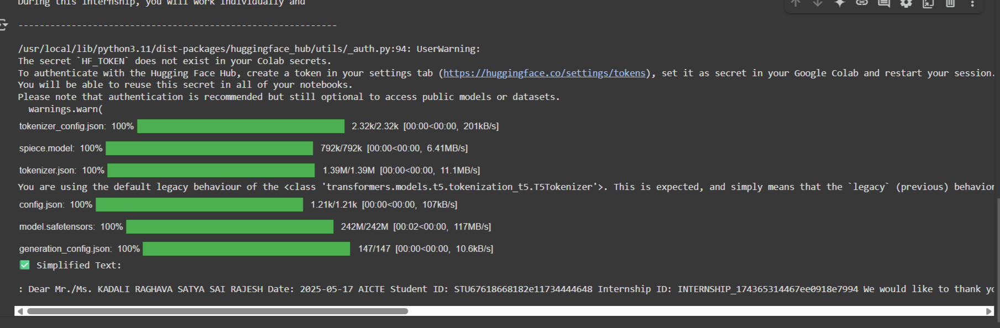 During this internship, you will work individually and
------------------------------------------------------------
/usr/local/lib/python3.11/dist-packages/huggingface_hub/utils/_auth.py:94: UserWarning:
The secret `HF_TOKEN` does not exist in your Colab secrets.
To authenticate with the Hugging Face Hub, create a token in your settings tab (https://huggingface.co/settings/tokens), set it as secret in your Google Colab and restart your session.
You will be able to reuse this secret in all of your notebooks.
Please note that authentication is recommended but still optional to access public models or datasets.
warnings.warn(
tokenizer_config.json: 100% 2.32k/2.32k [00:00<00:00, 201kB/s]
spiece.model: 100% 792k/792k [00:00<00:00, 6.41MB/s]
tokenizer.json: 100% 1.39M/1.39M [00:00<00:00, 11.1MB/s]
You are using the default legacy behaviour of the <class 'transformers.models.t5.tokenization_t5.T5Tokenizer'>. This is expected, and simply means that the `legacy` (previous) behavior
config.json: 100% 1.21k/1.21k [00:00<00:00, 107kB/s]
model.safetensors: 100% 242M/242M [00:02<00:00, 117MB/s]
generation_config.json: 100% 147/147 [00:00<00:00, 10.6kB/s]
✅ Simplified Text:
: Dear Mr./Ms. KADALI RAGHAVA SATYA SAI RAJESH Date: 2025-05-17 AICTE Student ID: STU67618668182e11734444648 Internship ID: INTERNSHIP_174365314467ee0918e7994 We would like to thank